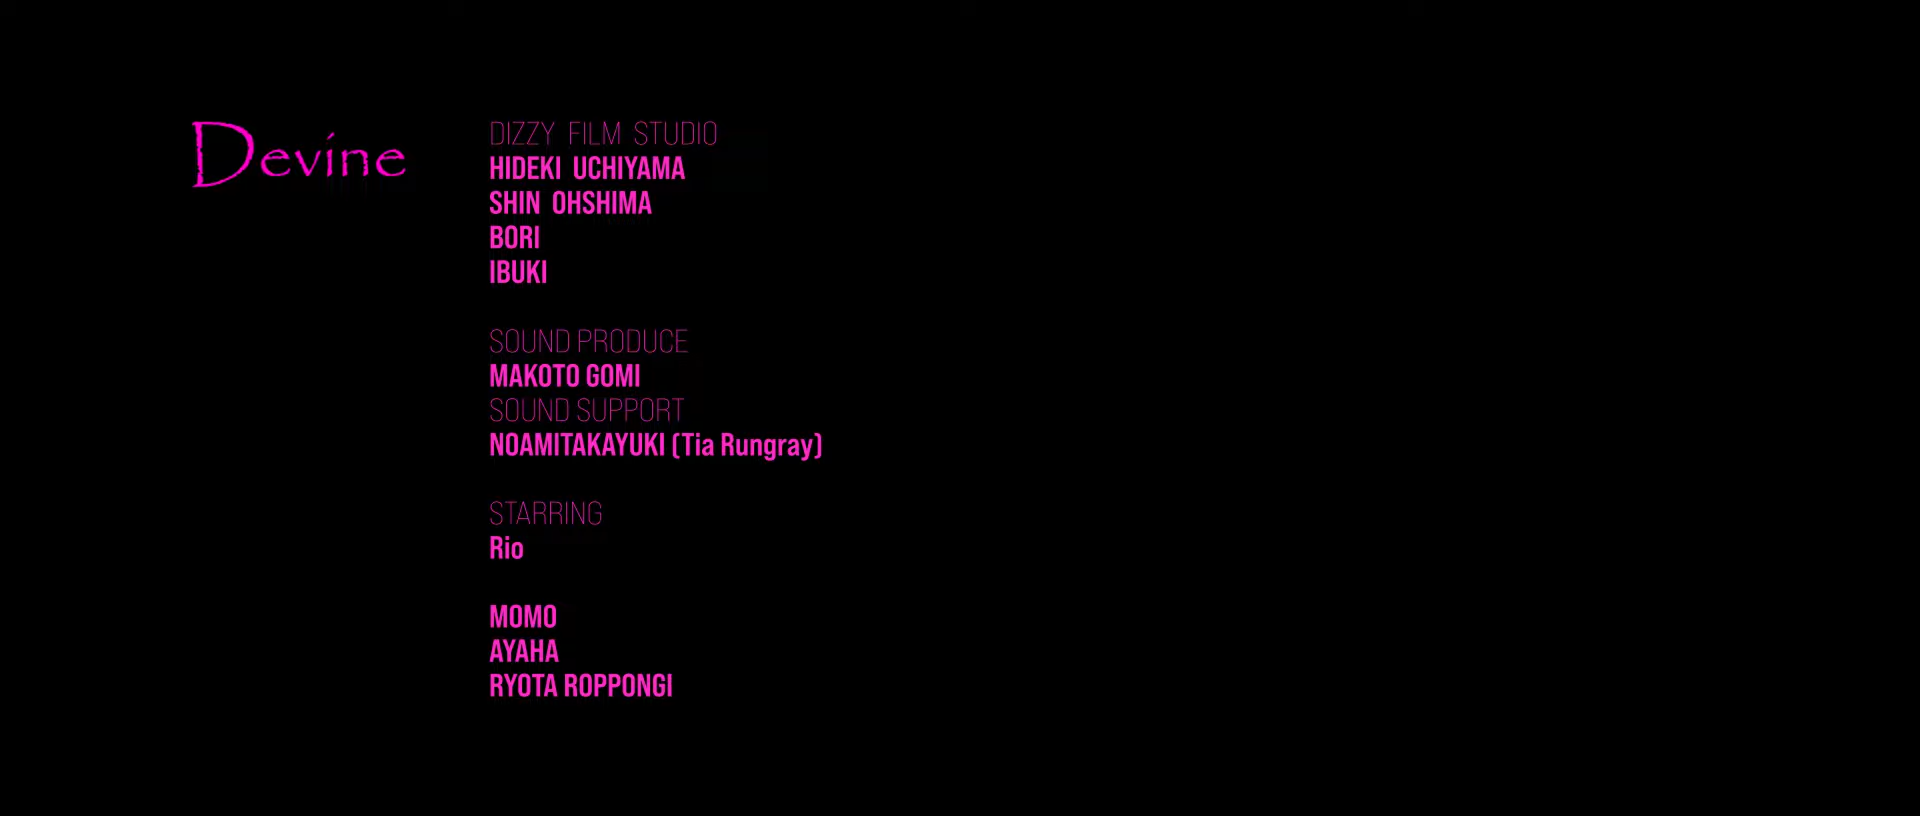 Devine
DIZZY FILM STUDIO
HIDEKI UCHIYAMA
SHIN OHSHIMA
BORI
IBUKI
SOUND PRODUCE
MAKOTO GOMI
SOUND SUPPORT
NOAMITAKAYUKI (Tia Rungray)
STARRING
Rio
MOMO
AYAHA
RYOTA ROPPONGI